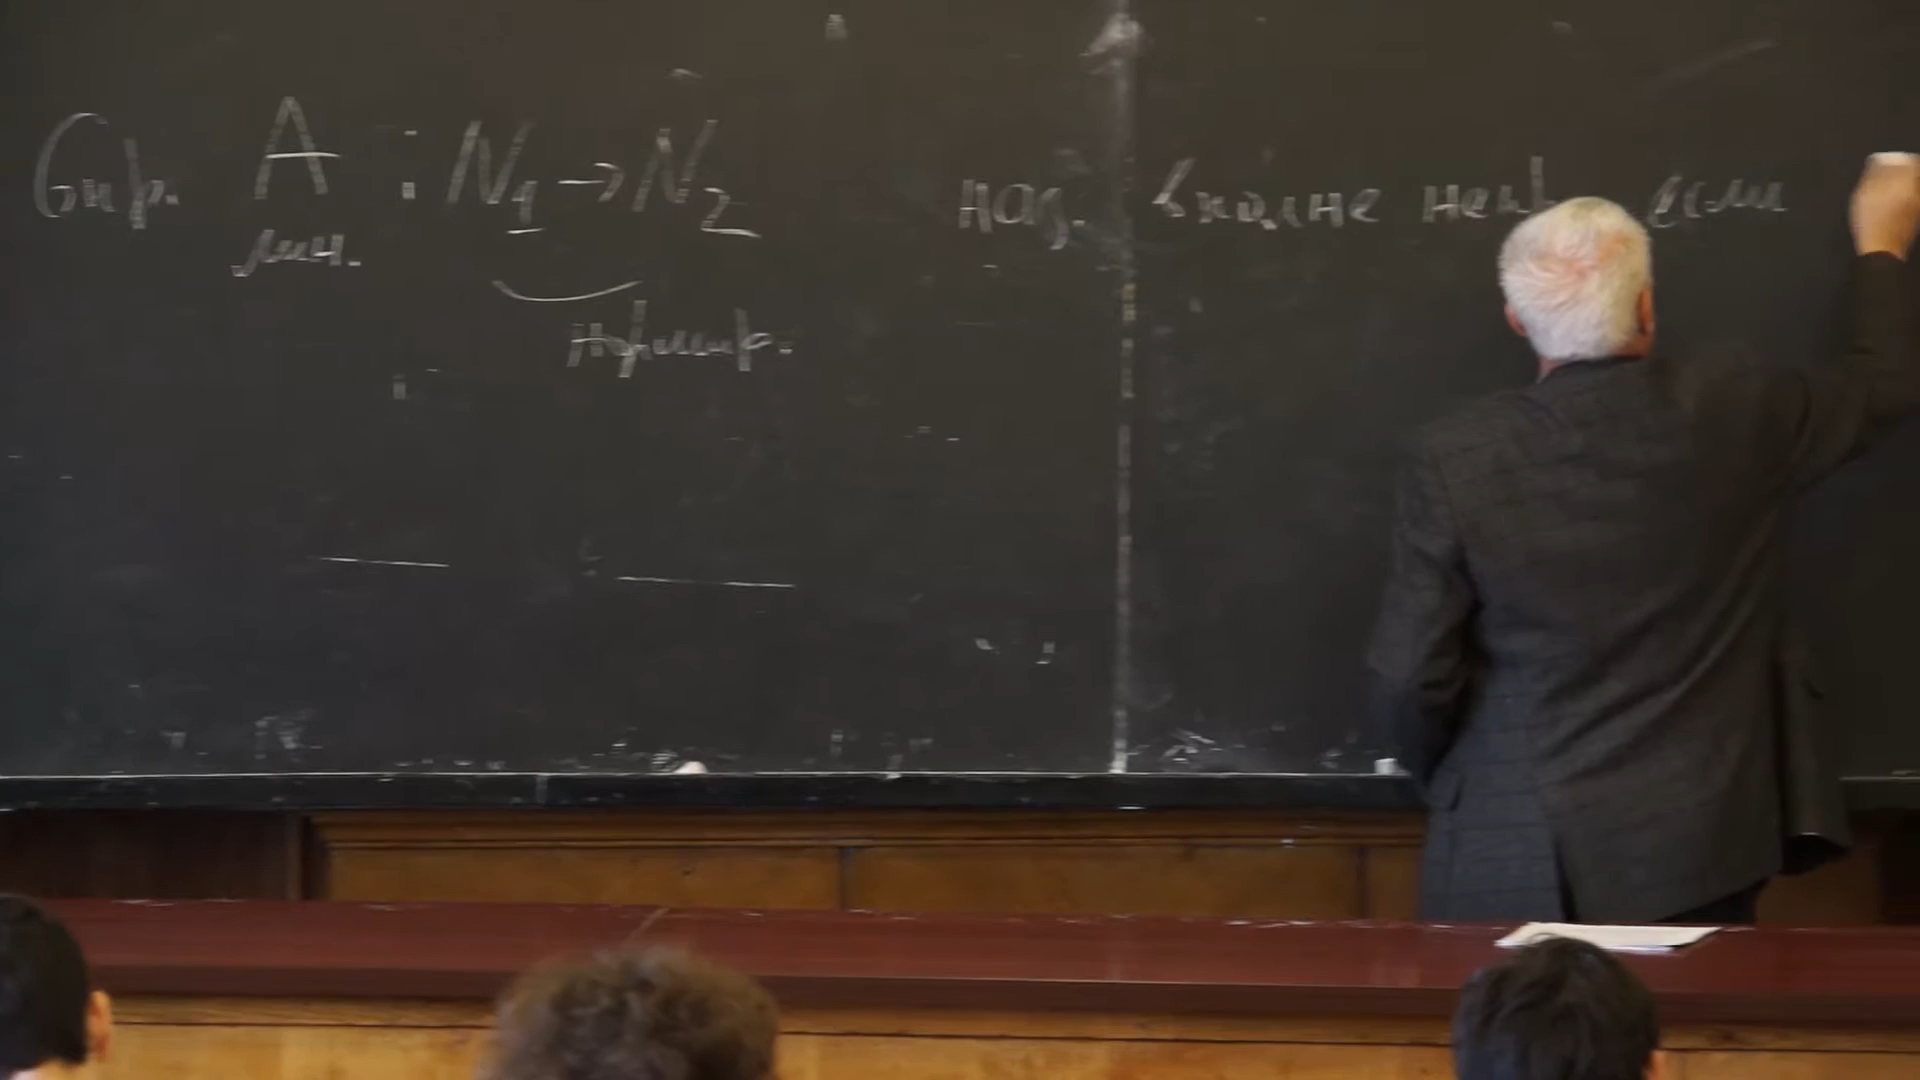 Опр. A : N₁ → N₂ наз. вполне непр если
лин.
нормир.